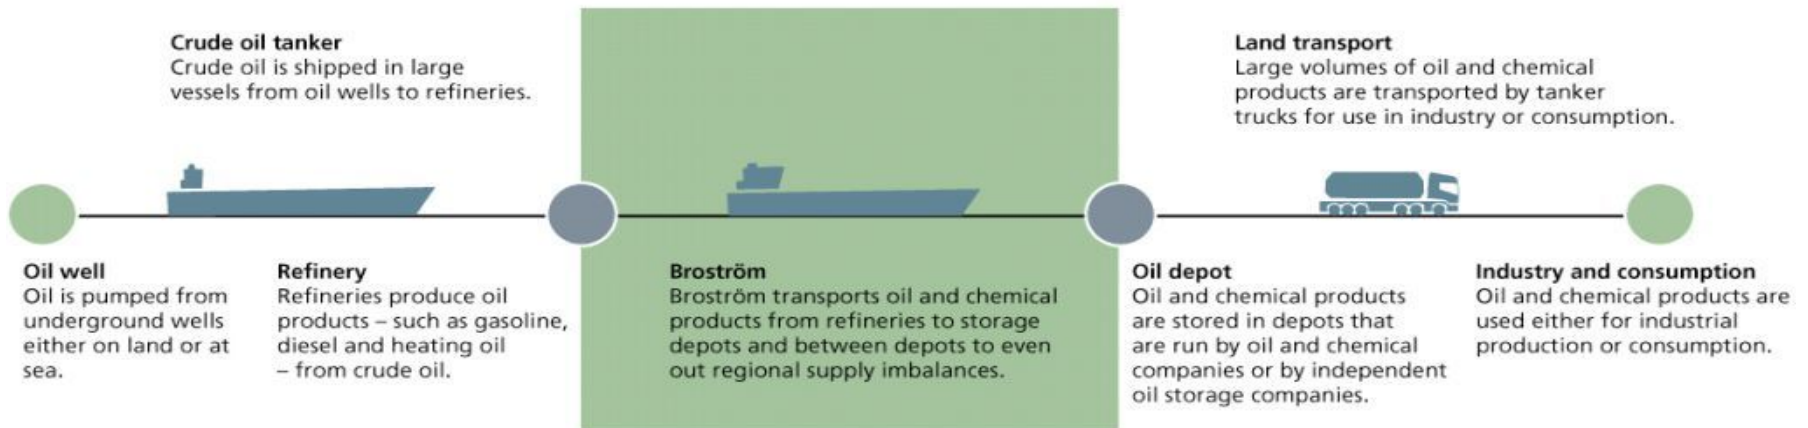 Crude oil tanker
Crude oil is shipped in large
vessels from oil wells to refineries.
Land transport
Large volumes of oil and chemical
products are transported by tanker
trucks for use in industry or consumption.
Oil well
Oil is pumped from
underground wells
either on land or at
sea.
Refinery
Refineries produce oil
products – such as gasoline,
diesel and heating oil
– from crude oil.
Broström
Broström transports oil and chemical
products from refineries to storage
depots and between depots to even
out regional supply imbalances.
Oil depot
Oil and chemical products
are stored in depots that
are run by oil and chemical
companies or by independent
oil storage companies.
Industry and consumption
Oil and chemical products are
used either for industrial
production or consumption.